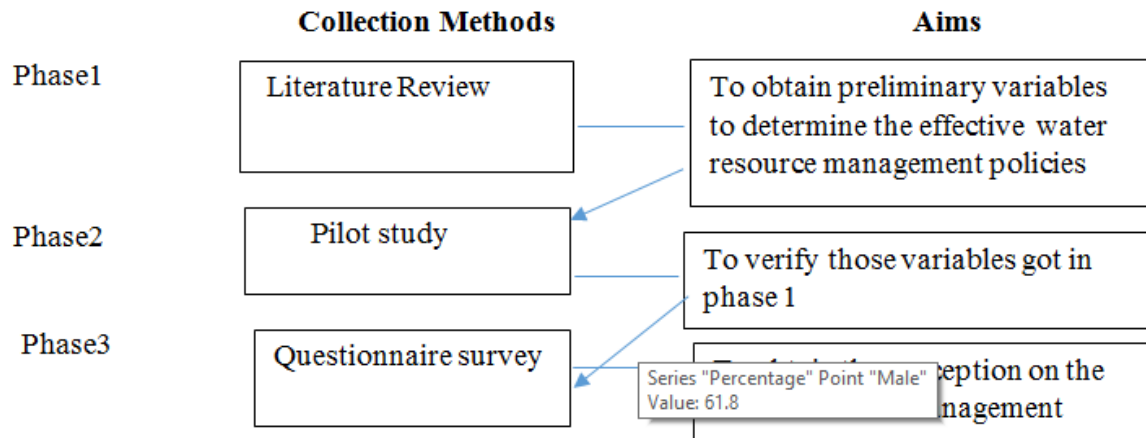 Collection Methods
Aims
Phase1
Literature Review
To obtain preliminary variables
to determine the effective water
resource management policies
Phase2
Pilot study
To verify those variables got in
phase 1
Phase3
Questionnaire survey
ception on the
nagement
Series "Percentage" Point "Male"
Value: 61.8